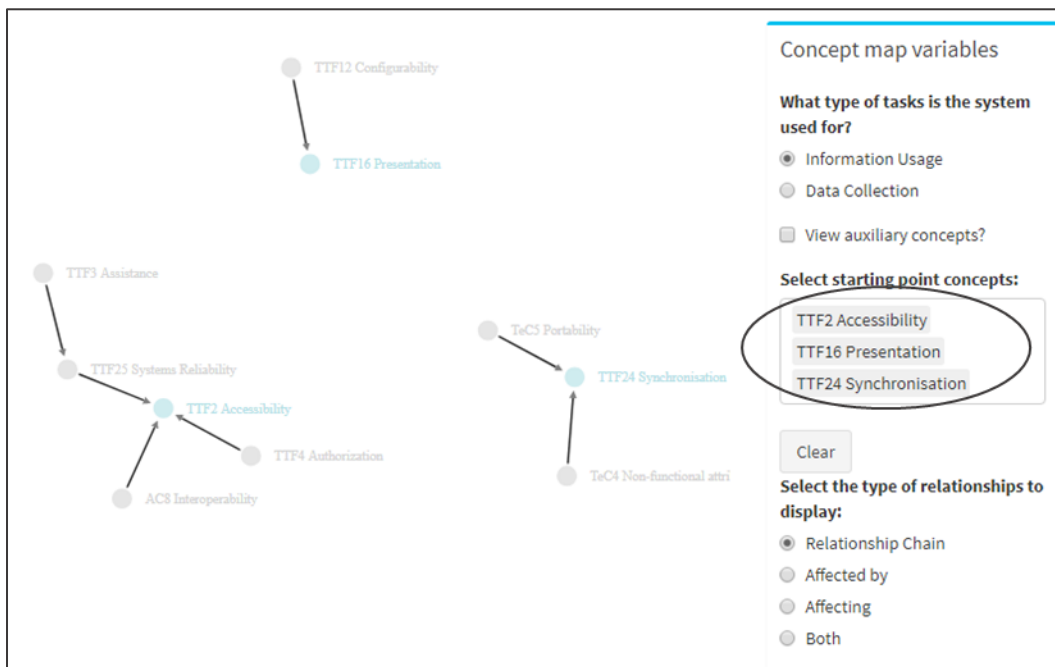 TTF12 Configurability
TTF16 Presentation
TTF3 Assistance
TTF25 Systems Reliability
TTF2 Accessibility
TTF4 Authorization
AC8 Interoperability
TeC5 Portability
TTF24 Synchronisation
TeC4 Non-functional attri
Concept map variables
What type of tasks is the system
used for?
Information Usage
Data Collection
View auxiliary concepts?
Select starting point concepts:
TTF2 Accessibility
TTF16 Presentation
TTF24 Synchronisation
Clear
Select the type of relationships to
display:
Relationship Chain
Affected by
Affecting
Both